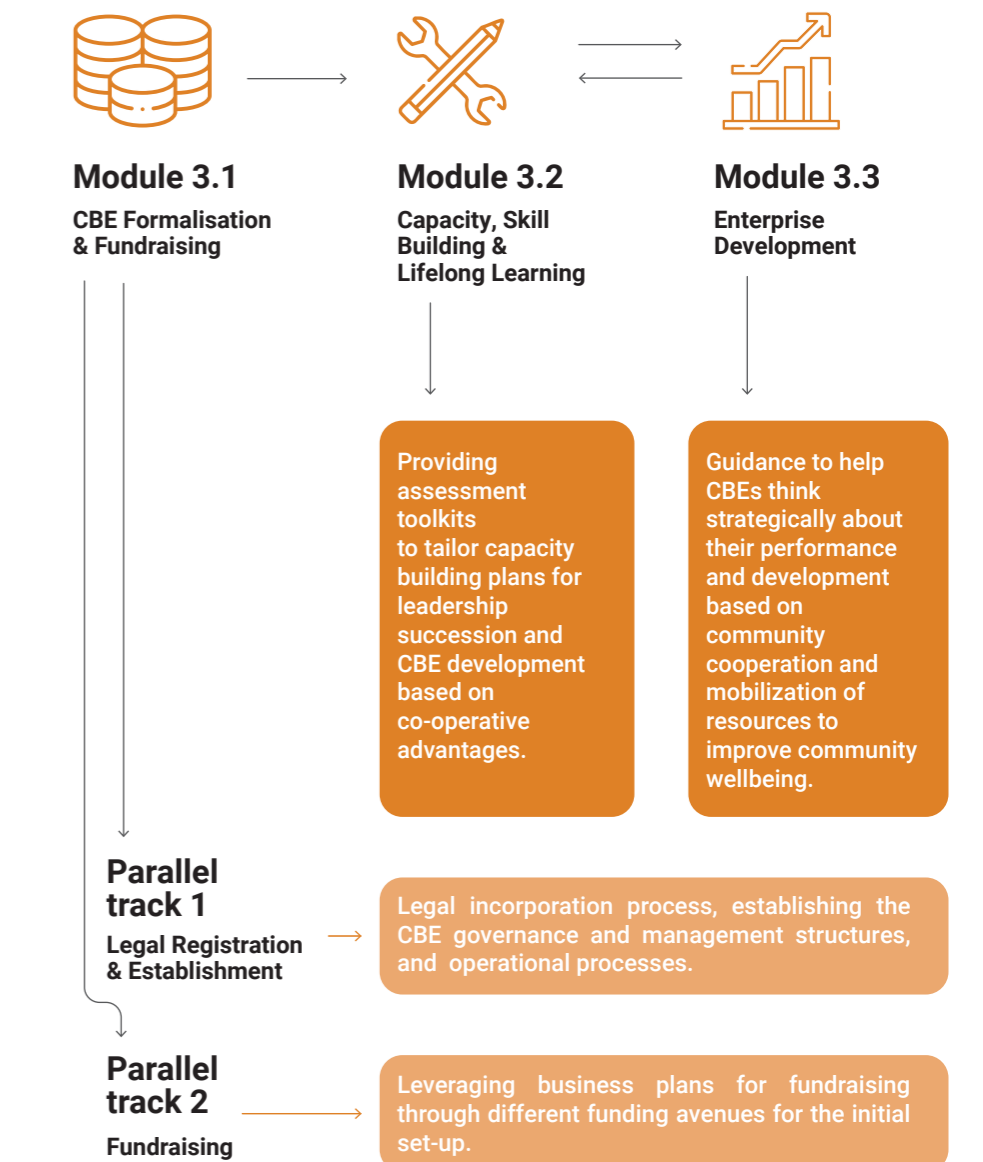 Module 3.1
CBE Formalisation
& Fundraising
Module 3.2
Capacity, Skill
Building &
Lifelong Learning
Module 3.3
Enterprise
Development
Providing
assessment
toolkits
to tailor capacity
building plans for
leadership
succession and
CBE development
based on
co-operative
advantages.
Guidance to help
CBEs think
strategically about
their performance
and development
based on
community
cooperation and
mobilization of
resources to
improve community
wellbeing.
Parallel
track 1
Legal Registration
& Establishment
Legal incorporation process, establishing the
CBE governance and management structures,
and operational processes.
Parallel
track 2
Fundraising
Leveraging business plans for fundraising
through different funding avenues for the initial
set-up.